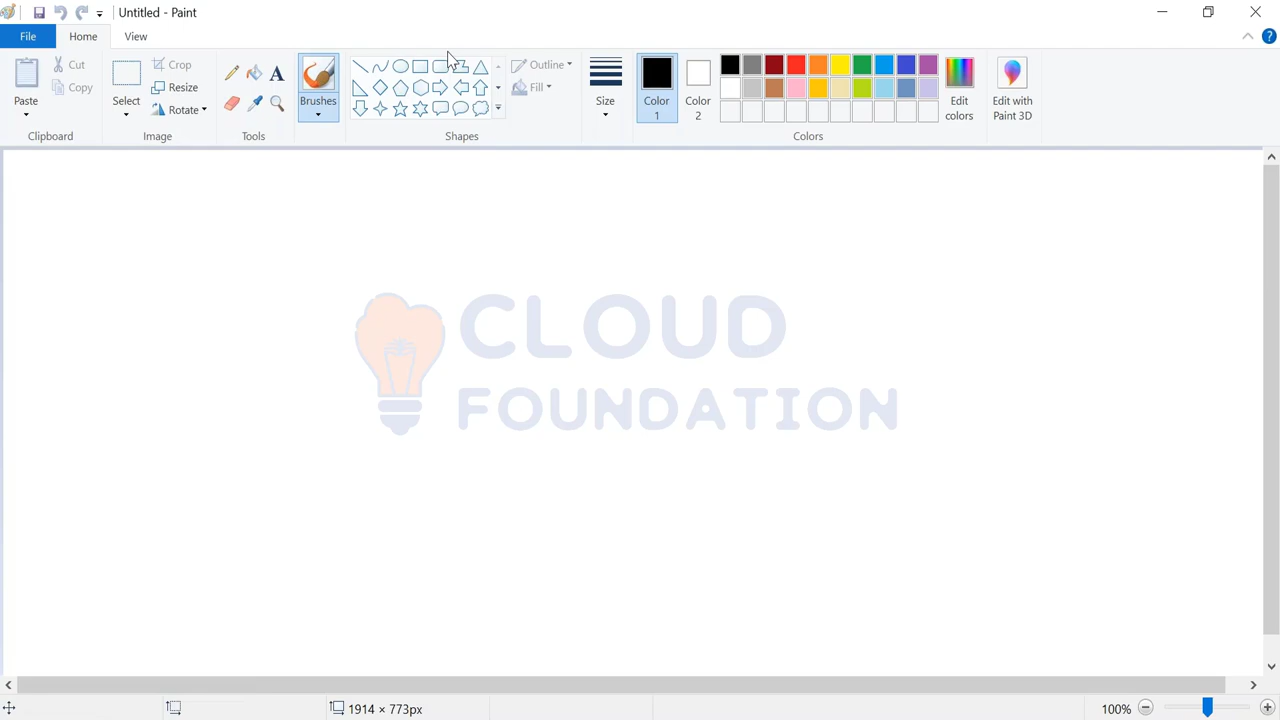 Untitled - Paint
File Home View
Paste
Cut
Copy
Clipboard
Select
Crop
Resize
Rotate
Image
A
Tools
Brushes
Outline
Fill
Shapes
Size
Color
1
Color
2
Edit
colors
Colors
Edit with
Paint 3D
?
CLOUD
FOUNDATION
1914 × 773px
100%